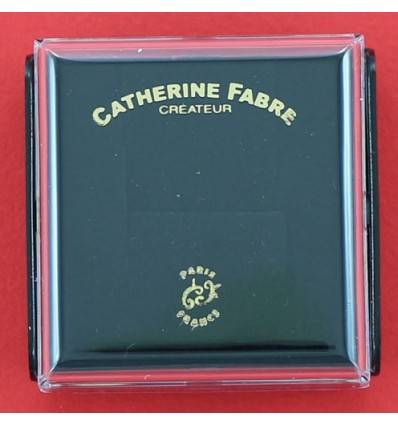 CATHERINE FABRE
CRÉATEUR
PARIS
FRANCE